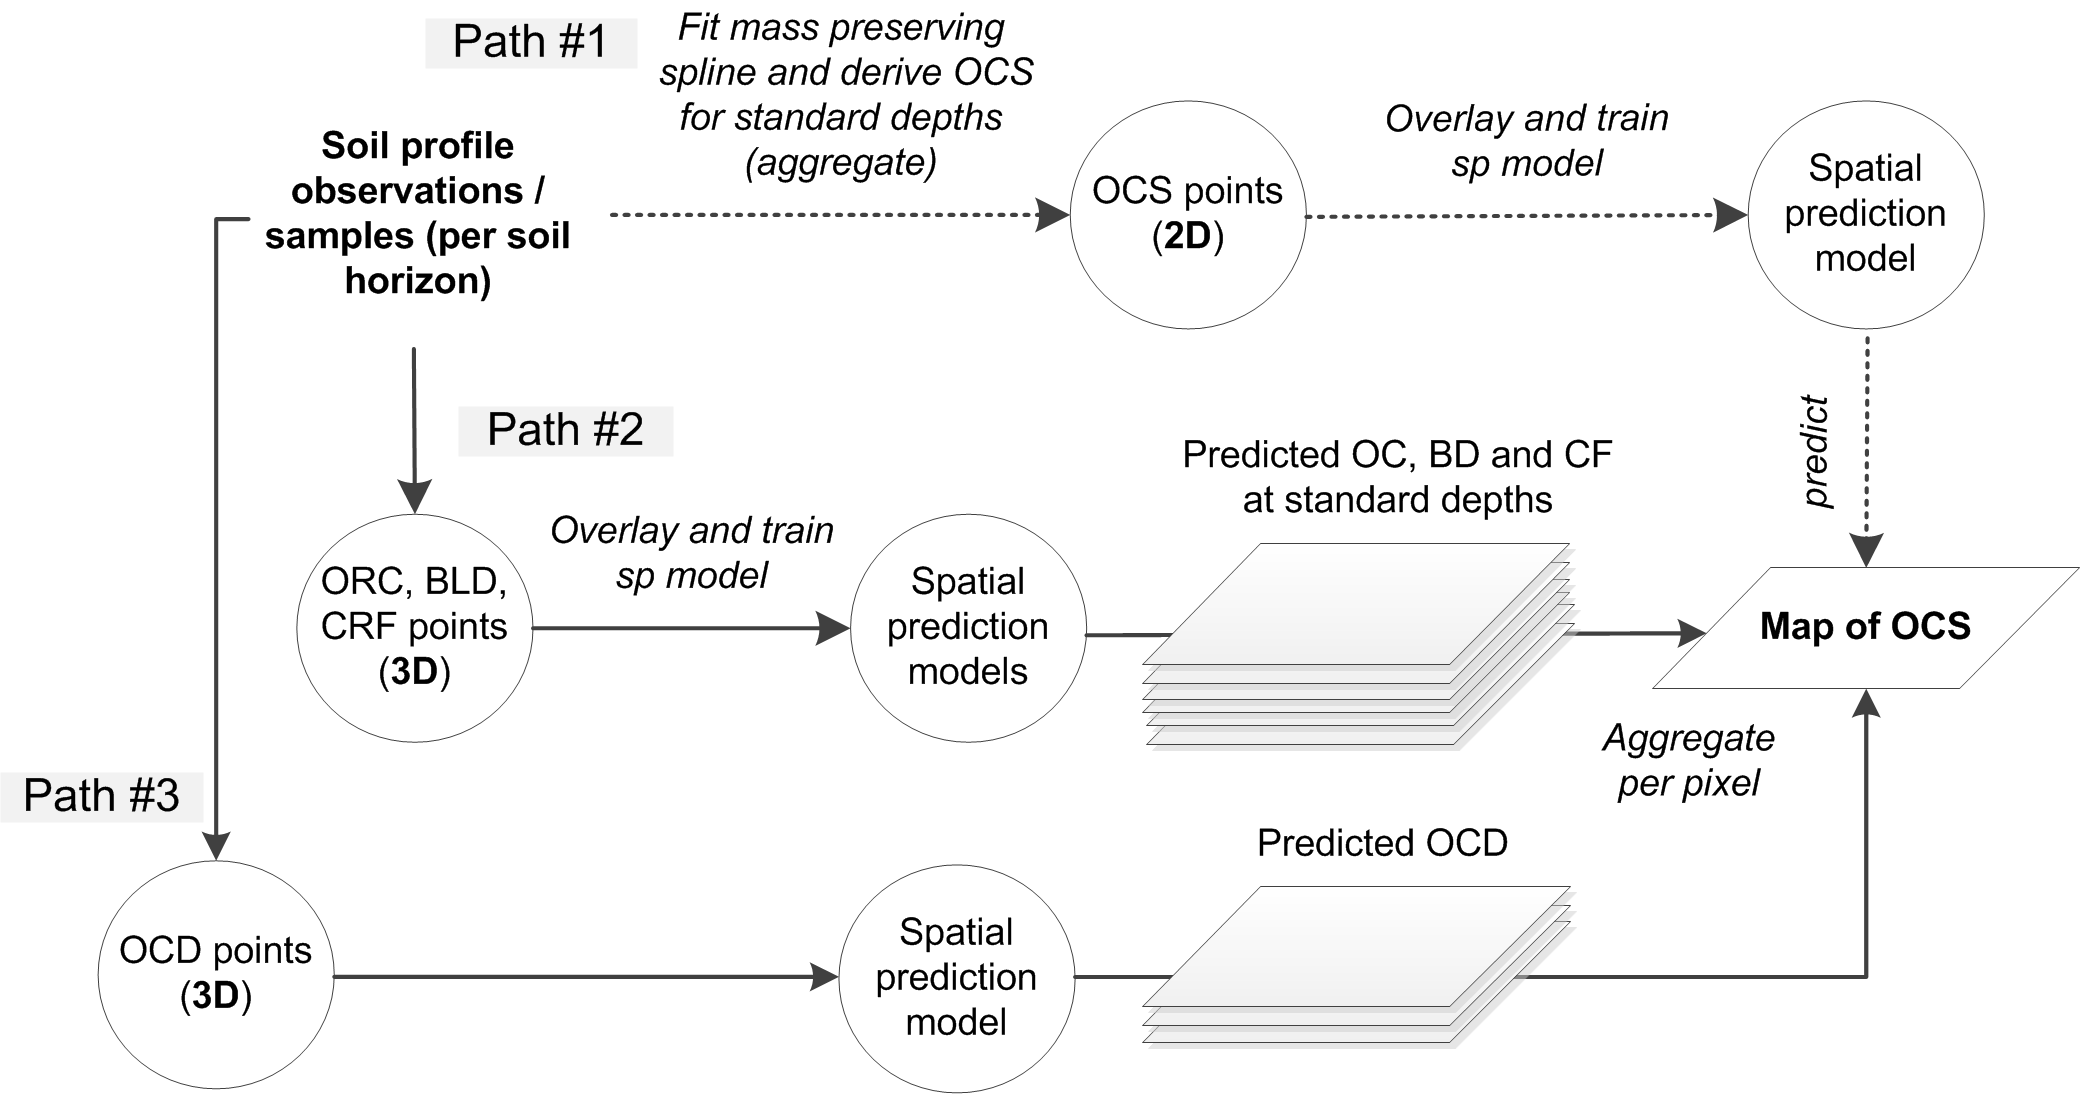 Path #1
Fit mass preserving
spline and derive OCS
for standard depths
(aggregate)
Soil profile
observations /
samples (per soil
horizon)
OCS points
(2D)
Overlay and train
sp model
Spatial
prediction
model
predict
Path #2
ORC, BLD,
CRF points
(3D)
Overlay and train
sp model
Spatial
prediction
models
Predicted OC, BD and CF
at standard depths
Map of OCS
Path #3
OCD points
(3D)
Spatial
prediction
model
Predicted OCD
Aggregate
per pixel